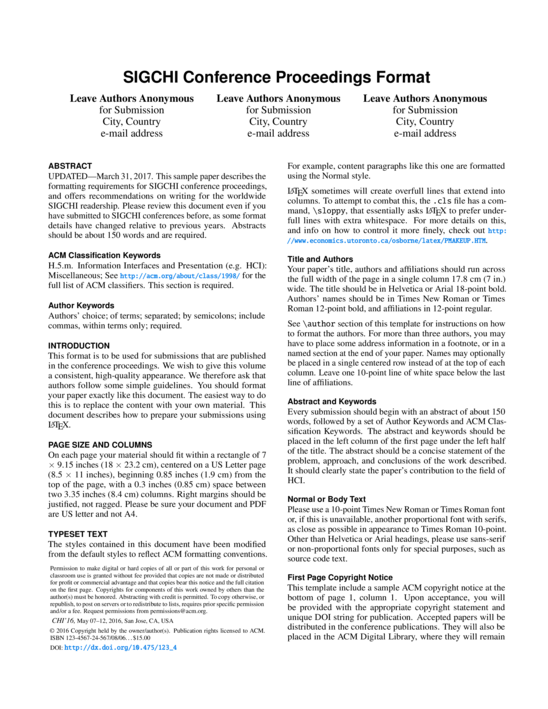 SIGCHI Conference Proceedings Format
Leave Authors Anonymous
for Submission
City, Country
e-mail address
Leave Authors Anonymous
for Submission
City, Country
e-mail address
Leave Authors Anonymous
for Submission
City, Country
e-mail address
ABSTRACT
UPDATED—March 31, 2017. This sample paper describes the
formatting requirements for SIGCHI conference proceedings,
and offers recommendations on writing for the worldwide
SIGCHI readership. Please review this document even if you
have submitted to SIGCHI conferences before, as some format
details have changed relative to previous years. Abstracts
should be about 150 words and are required.
ACM Classification Keywords
H.5.m. Information Interfaces and Presentation (e.g. HCI):
Miscellaneous; See http://acm.org/about/class/1998/ for the
full list of ACM classifiers. This section is required.
Author Keywords
Authors' choice; of terms; separated; by semicolons; include
commas, within terms only; required.
INTRODUCTION
This format is to be used for submissions that are published
in the conference proceedings. We wish to give this volume
a consistent, high-quality appearance. We therefore ask that
authors follow some simple guidelines. You should format
your paper exactly like this document. The easiest way to do
this is to replace the content with your own material. This
document describes how to prepare your submissions using
LATEX.
PAGE SIZE AND COLUMNS
On each page your material should fit within a rectangle of 7
× 9.15 inches (18 × 23.2 cm), centered on a US Letter page
(8.5 × 11 inches), beginning 0.85 inches (1.9 cm) from the
top of the page, with a 0.3 inches (0.85 cm) space between
two 3.35 inches (8.4 cm) columns. Right margins should be
justified, not ragged. Please be sure your document and PDF
are US letter and not A4.
TYPESET TEXT
The styles contained in this document have been modified
from the default styles to reflect ACM formatting conventions.
Permission to make digital or hard copies of all or part of this work for personal or
classroom use is granted without fee provided that copies are not made or distributed
for profit or commercial advantage and that copies bear this notice and the full citation
on the first page. Copyrights for components of this work owned by others than the
author(s) must be honored. Abstracting with credit is permitted. To copy otherwise, or
republish, to post on servers or to redistribute to lists, requires prior specific permission
and/or a fee. Request permissions from permissions@acm.org.
CHI'16, May 07–12, 2016, San Jose, CA, USA
© 2016 Copyright held by the owner/author(s). Publication rights licensed to ACM.
ISBN 123-4567-24-567/08/06...$15.00
DOI: http://dx.doi.org/10.475/123_4
For example, content paragraphs like this one are formatted
using the Normal style.
LATEX sometimes will create overfull lines that extend into
columns. To attempt to combat this, the .cls file has a com-
mand, \sloppy, that essentially asks LATEX to prefer under-
full lines with extra whitespace. For more details on this,
and info on how to control it more finely, check out http:
//www.economics.utoronto.ca/osborne/latex/PMAKEUP.HTM.
Title and Authors
Your paper's title, authors and affiliations should run across
the full width of the page in a single column 17.8 cm (7 in.)
wide. The title should be in Helvetica or Arial 18-point bold.
Authors' names should be in Times New Roman or Times
Roman 12-point bold, and affiliations in 12-point regular.
See \author section of this template for instructions on how
to format the authors. For more than three authors, you may
have to place some address information in a footnote, or in a
named section at the end of your paper. Names may optionally
be placed in a single centered row instead of at the top of each
column. Leave one 10-point line of white space below the last
line of affiliations.
Abstract and Keywords
Every submission should begin with an abstract of about 150
words, followed by a set of Author Keywords and ACM Clas-
sification Keywords. The abstract and keywords should be
placed in the left column of the first page under the left half
of the title. The abstract should be a concise statement of the
problem, approach, and conclusions of the work described.
It should clearly state the paper's contribution to the field of
HCI.
Normal or Body Text
Please use a 10-point Times New Roman or Times Roman font
or, if this is unavailable, another proportional font with serifs,
as close as possible in appearance to Times Roman 10-point.
Other than Helvetica or Arial headings, please use sans-serif
or non-proportional fonts only for special purposes, such as
source code text.
First Page Copyright Notice
This template include a sample ACM copyright notice at the
bottom of page 1, column 1. Upon acceptance, you will
be provided with the appropriate copyright statement and
unique DOI string for publication. Accepted papers will be
distributed in the conference publications. They will also be
placed in the ACM Digital Library, where they will remain